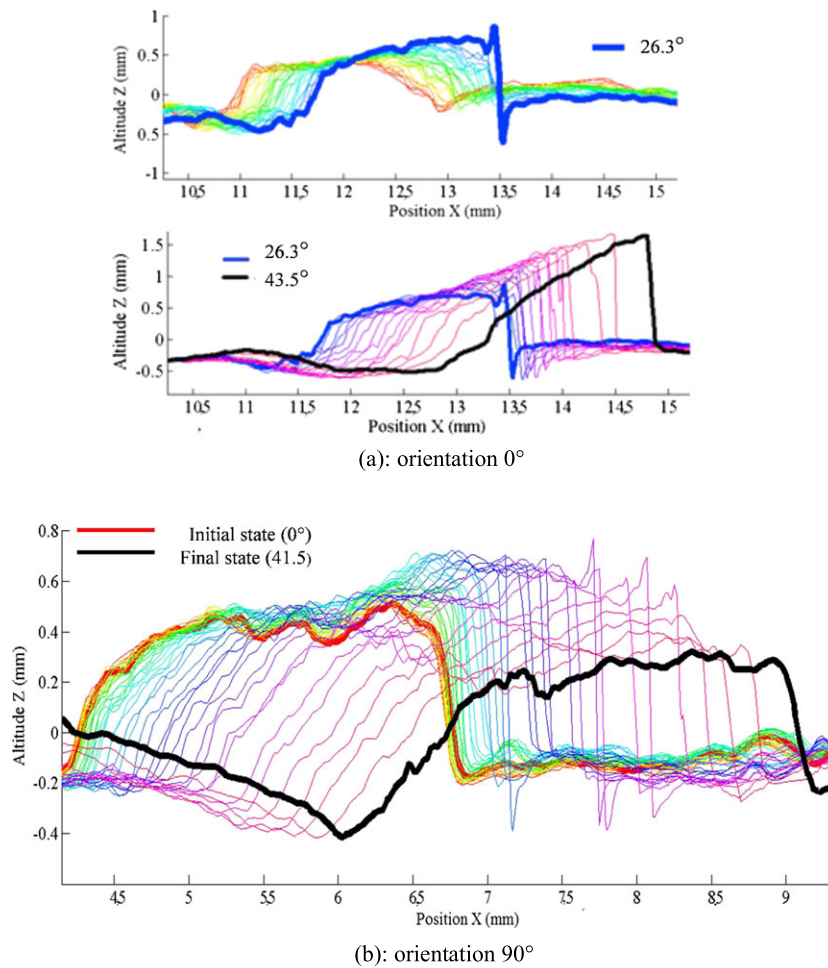 1
0.5
0
0.5
-1
Altitude Z (mm)
26.3°
10,5 11 11,5 12 12,5 13 13,5 14 14,5 15
Position X (mm)
1.5
1.0
0.5
0
-0.5
Altitude Z (mm)
26.3°
43.5°
10,5 11 11,5 12 12,5 13 13,5 14 14,5 15
Position X (mm)
(a): orientation 0°
0.8
0.6
0.4
0.2
0
-0.2
-0.4
Altitude Z (mm)
Initial state (0°)
Final state (41.5)
4,5 5 5,5 6 6,5 7 7,5 8 8,5 9
Position X (mm)
(b): orientation 90°